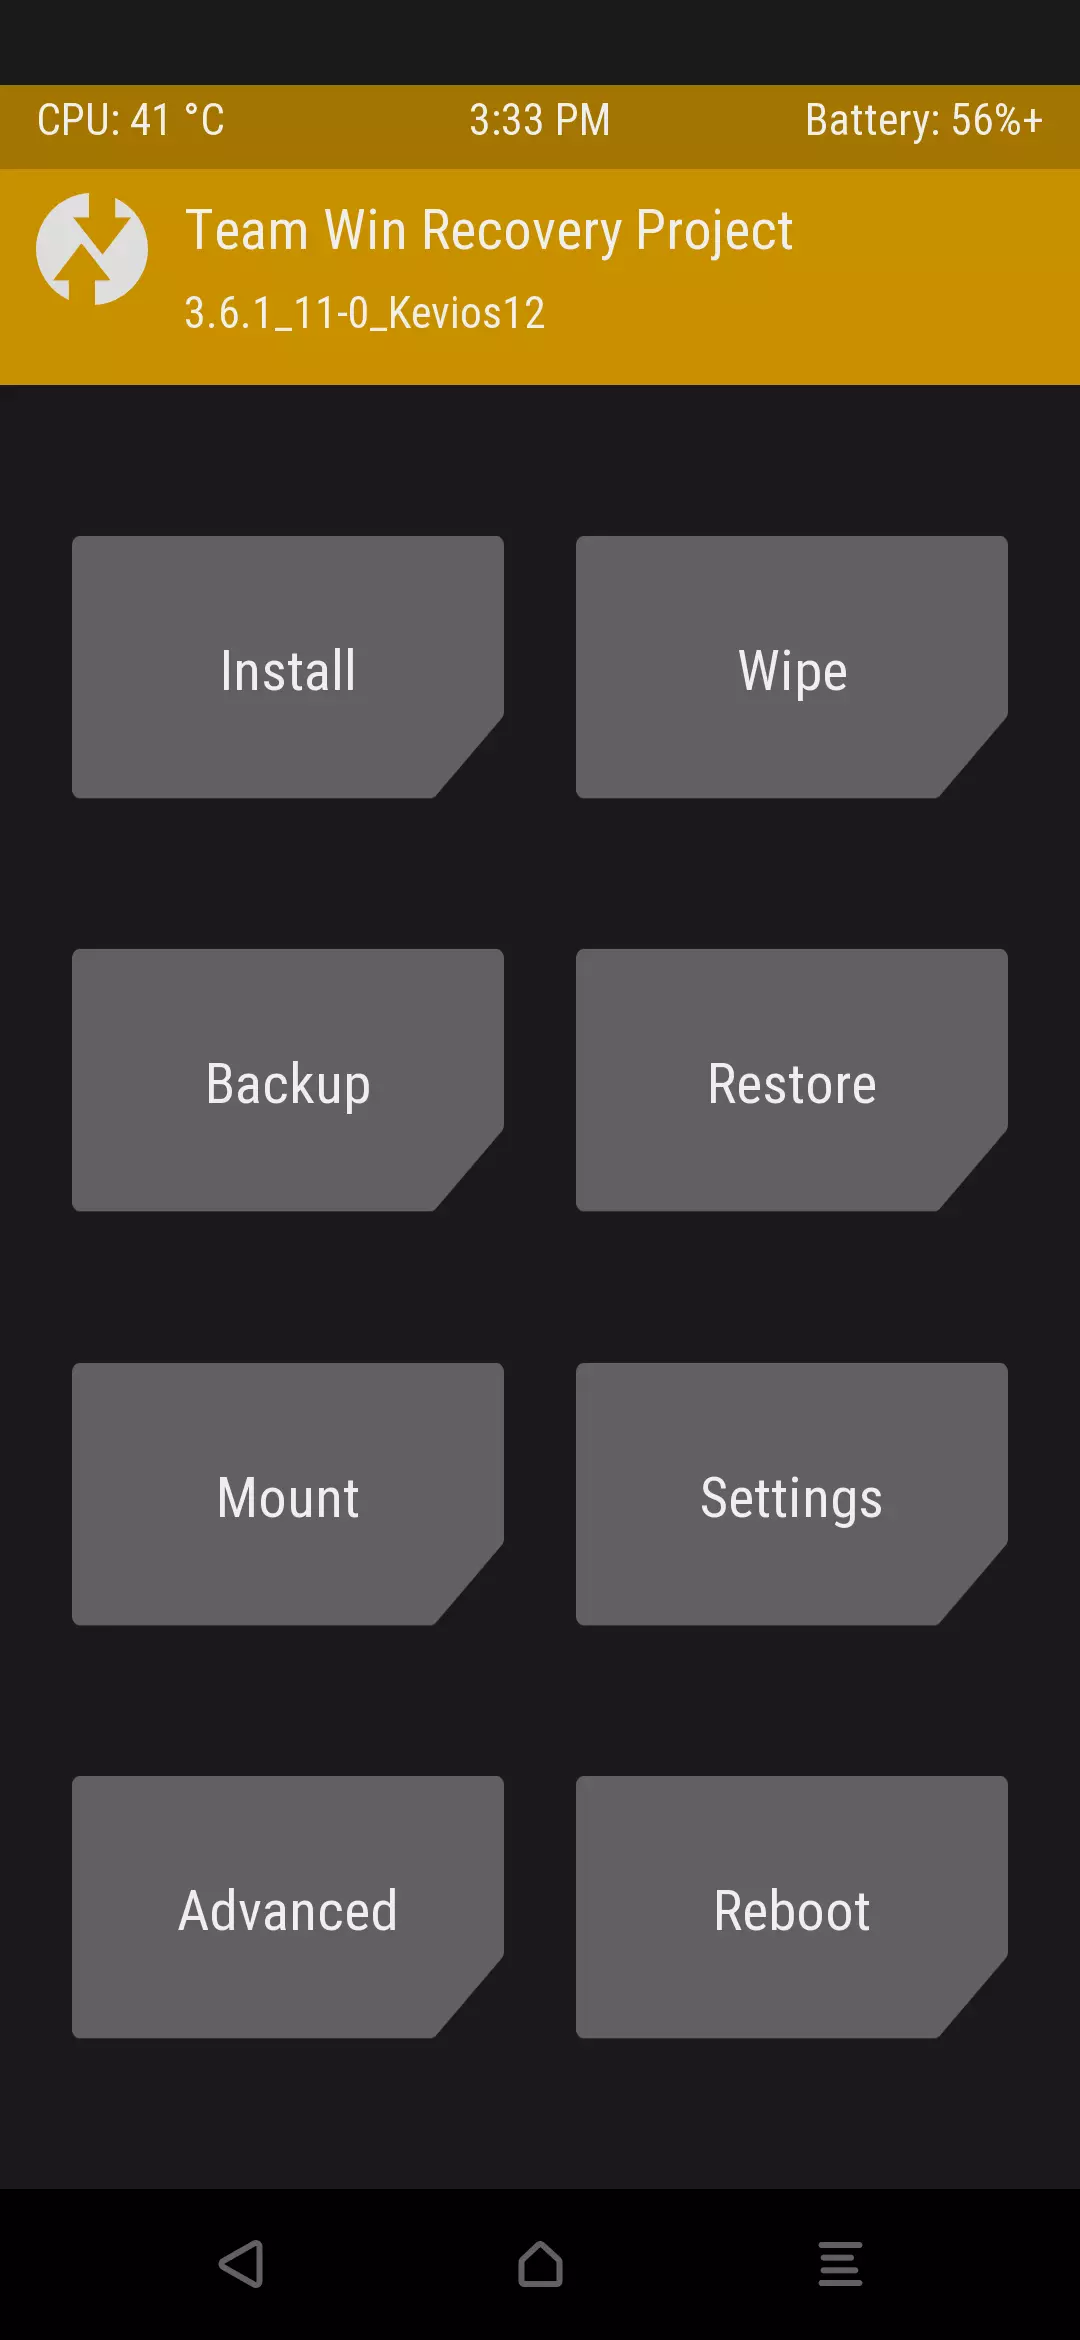 CPU: 41 °C 3:33 PM Battery: 56%+
Team Win Recovery Project
3.6.1_11-0_Kevios12
Install Wipe
Backup Restore
Mount Settings
Advanced Reboot